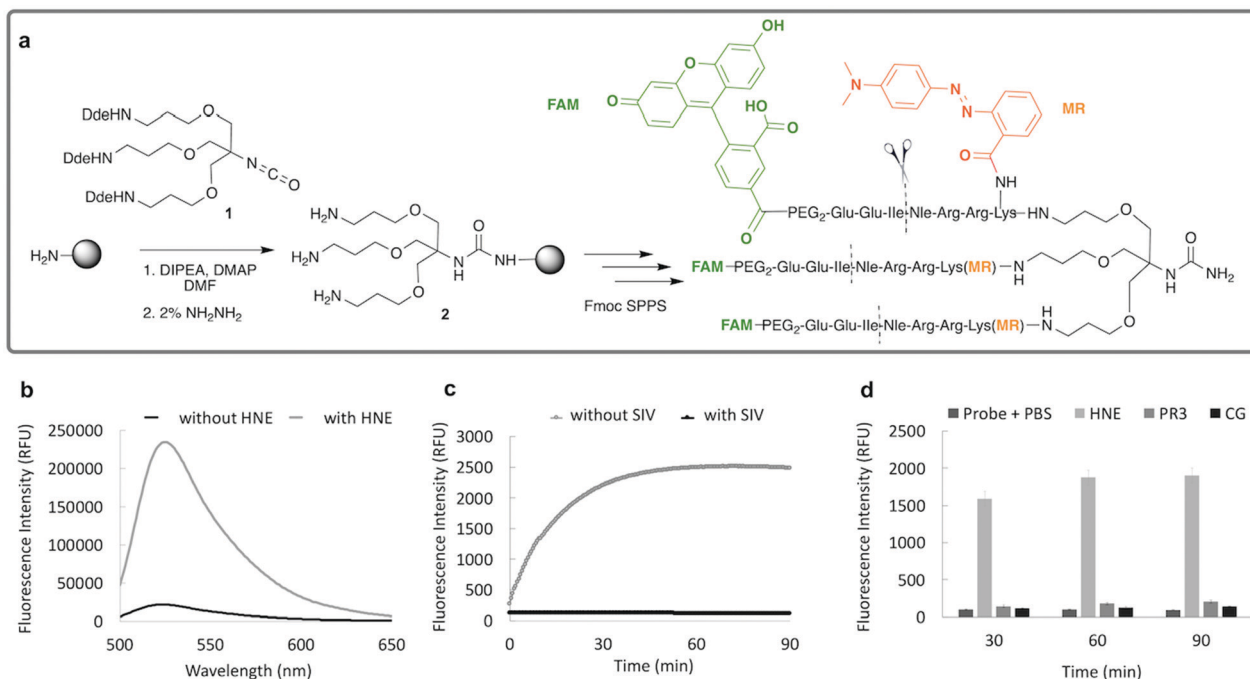 a
OH
O
O
FAM
HO
O
O
N
N
N
MR
O
NH
DdeHN
O
DdeHN
O
N
C
O
DdeHN
O
1
H₂N
1. DIPEA, DMAP
DMF
2. 2% NH₂NH₂
H₂N
O
H₂N
O
O
N
H
NH
H₂N
O
2
Fmoc SPPS
PEG₂-Glu-Glu-Ile-Nle-Arg-Arg-Lys-HN
O
FAM-PEG₂-Glu-Glu-Ile-Nle-Arg-Arg-Lys(MR)-N
H
O
O
N
H
NH₂
FAM-PEG₂-Glu-Glu-Ile-Nle-Arg-Arg-Lys(MR)-N
H
O
b
without HNE
with HNE
Fluorescence Intensity (RFU)
250000
200000
150000
100000
50000
0
500
550
600
650
Wavelength (nm)
c
without SIV
with SIV
Fluorescence Intensity (RFU)
3000
2500
2000
1500
1000
500
0
0
30
60
90
Time (min)
d
Probe + PBS
HNE
PR3
CG
Fluorescence Intensity (RFU)
2500
2000
1500
1000
500
0
30
60
90
Time (min)